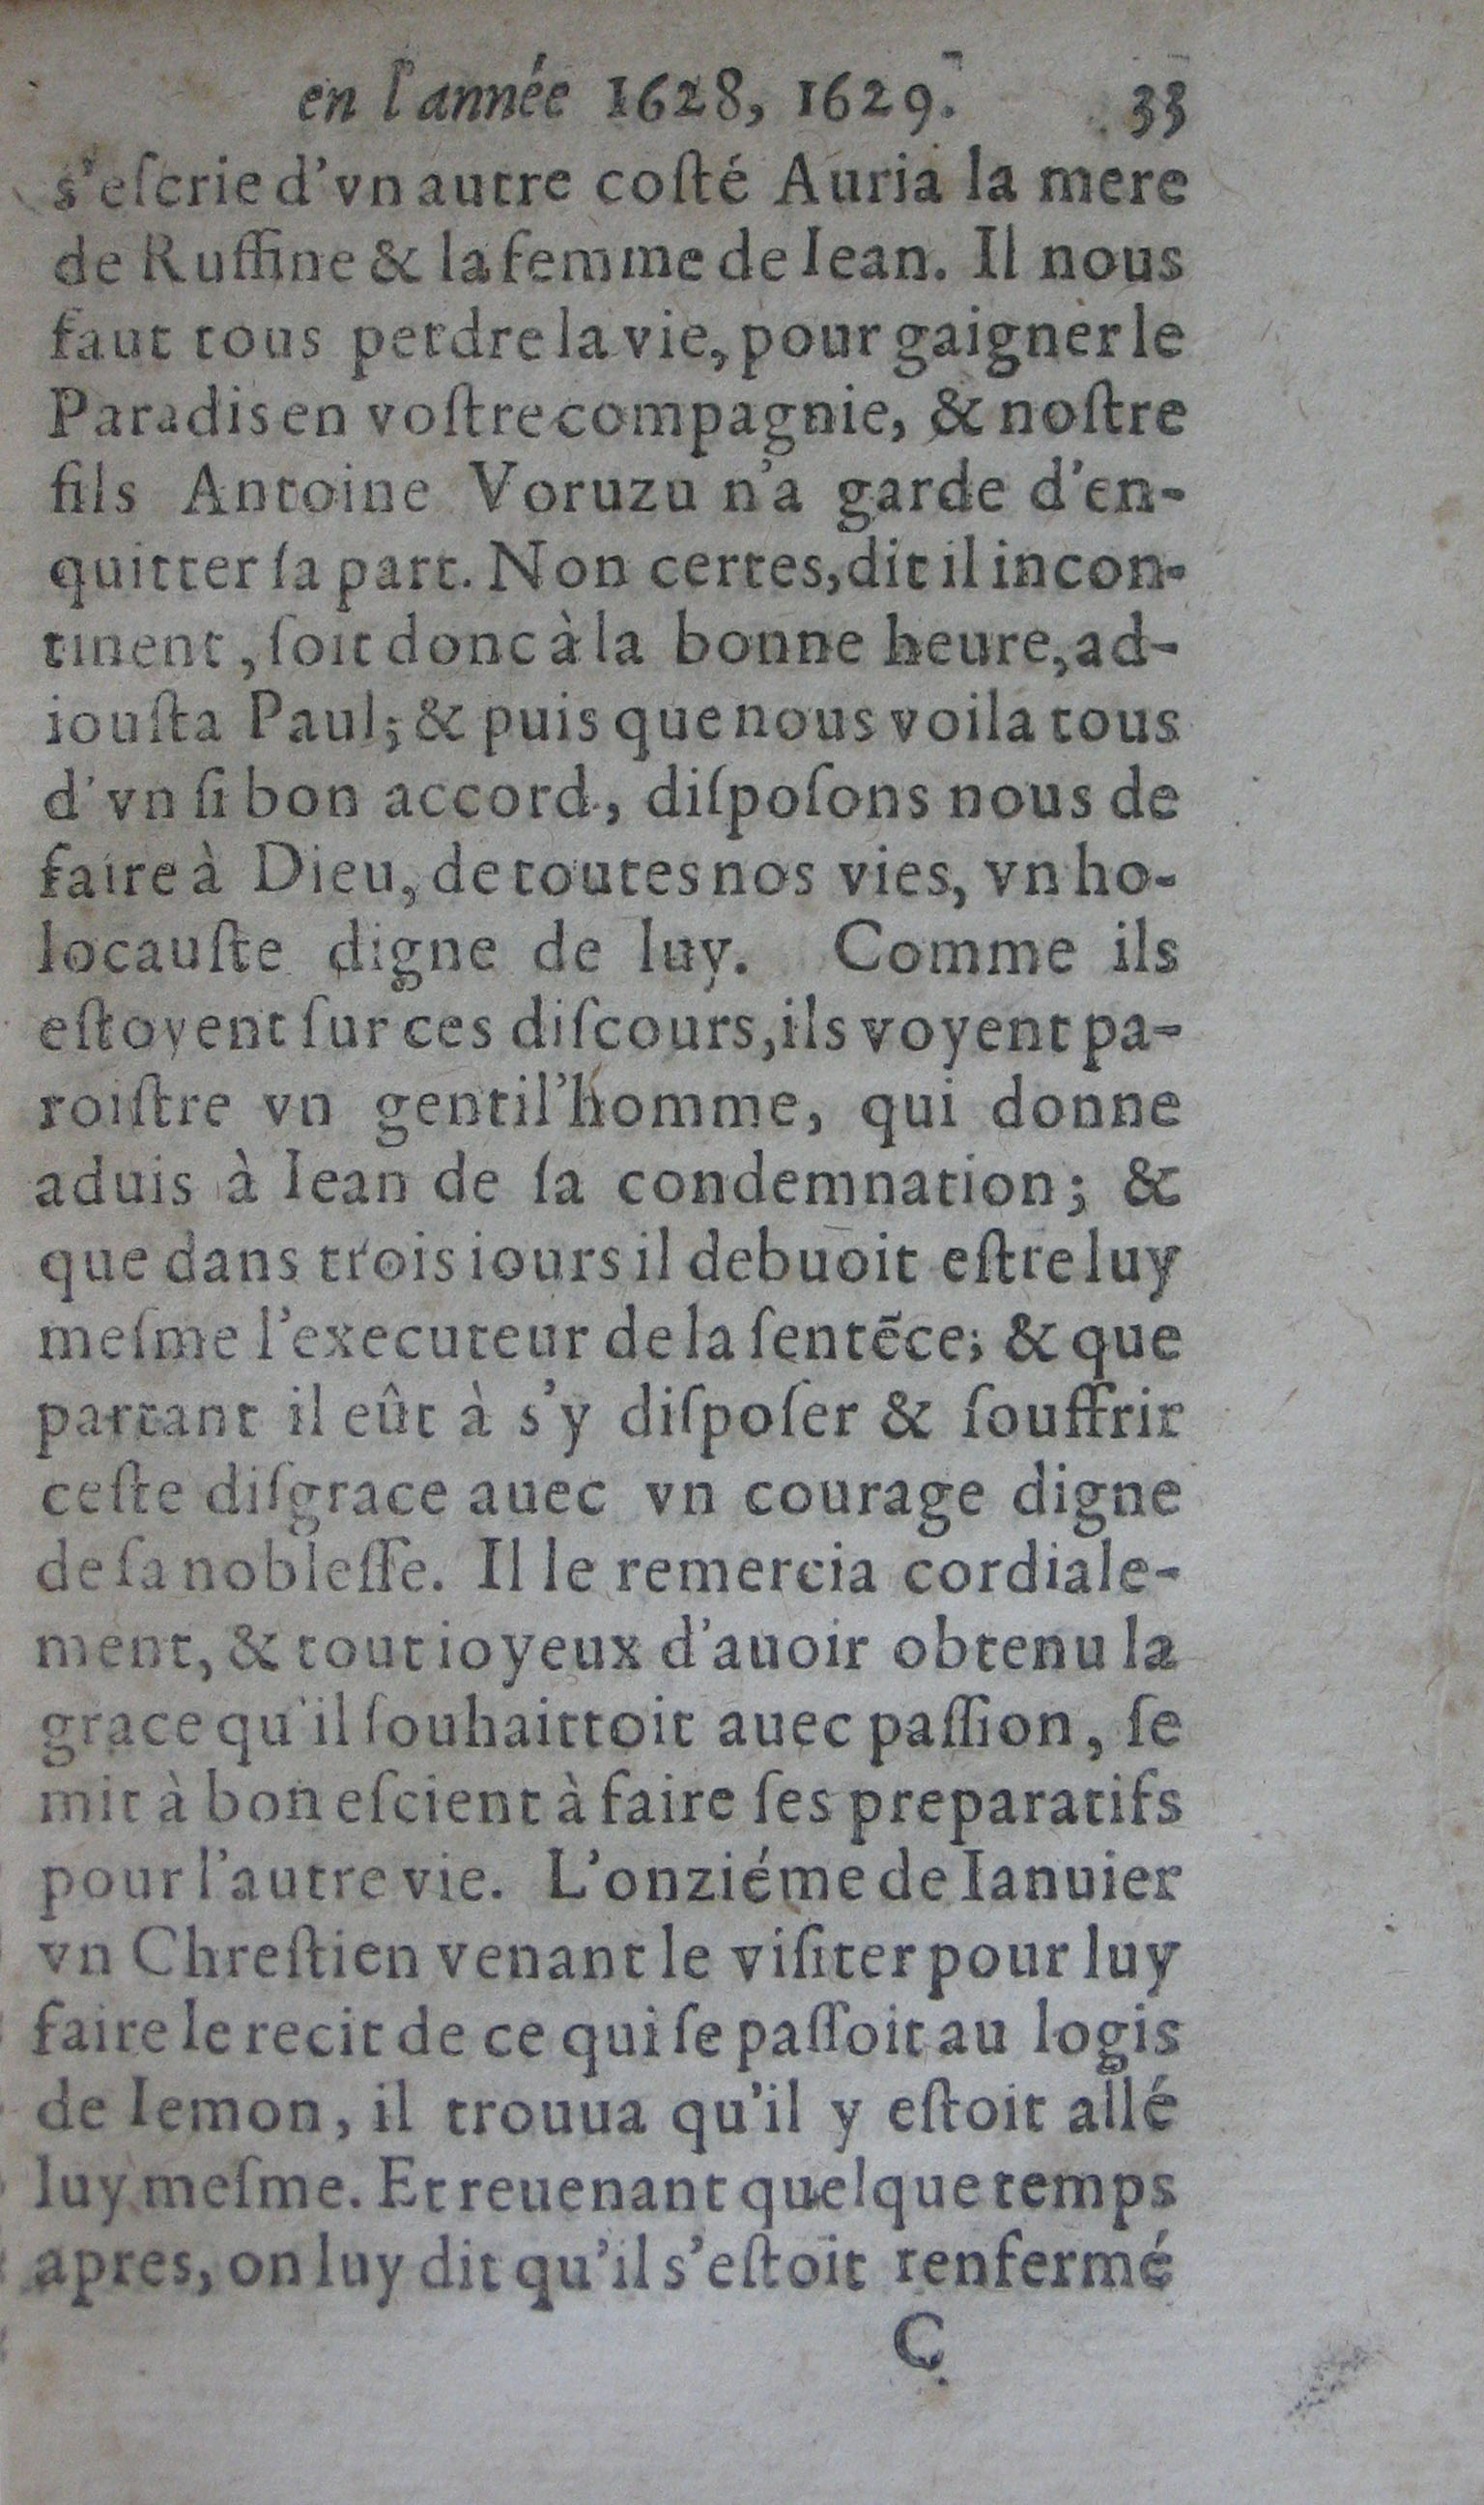 en l'année 1628, 1629. 33
s'eſcrie d'vn autre coſté Auria la mere
de Ruffine & la femme de Iean. Il nous
faut tous perdre la vie, pour gaigner le
Paradis en voſtre compagnie, & noſtre
fils Antoine Voruzu n'a garde d'en-
quitter ſa part. Non certes, dit il incon-
tinent, ſoit donc à la bonne heure, ad-
iouſta Paul; & puis que nous voila tous
d'vn ſi bon accord, diſpoſons nous de
faire à Dieu, de toutes nos vies, vn ho-
locauſte digne de luy. Comme ils
eſtoyent ſur ces diſcours, ils voyent pa-
roiſtre vn gentil'homme, qui donne
aduis à Iean de ſa condemnation; &
que dans trois iours il debuoit eſtre luy
meſme l'executeur de la ſentẽce; & que
partant il eût à s'y diſpoſer & ſouffrir
ceſte diſgrace auec vn courage digne
de ſa nobleſſe. Il le remercia cordiale-
ment, & tout ioyeux d'auoir obtenu la
grace qu'il ſouhaittoit auec paſſion, ſe
mit à bon eſcient à faire ſes preparatifs
pour l'autre vie. L'onziéme de Ianuier
vn Chreſtien venant le viſiter pour luy
faire le recit de ce qui ſe paſſoit au logis
de Iemon, il trouua qu'il y eſtoit allé
luy meſme. Et reuenant quelque temps
apres, on luy dit qu'il s'eſtoit renfermé
C